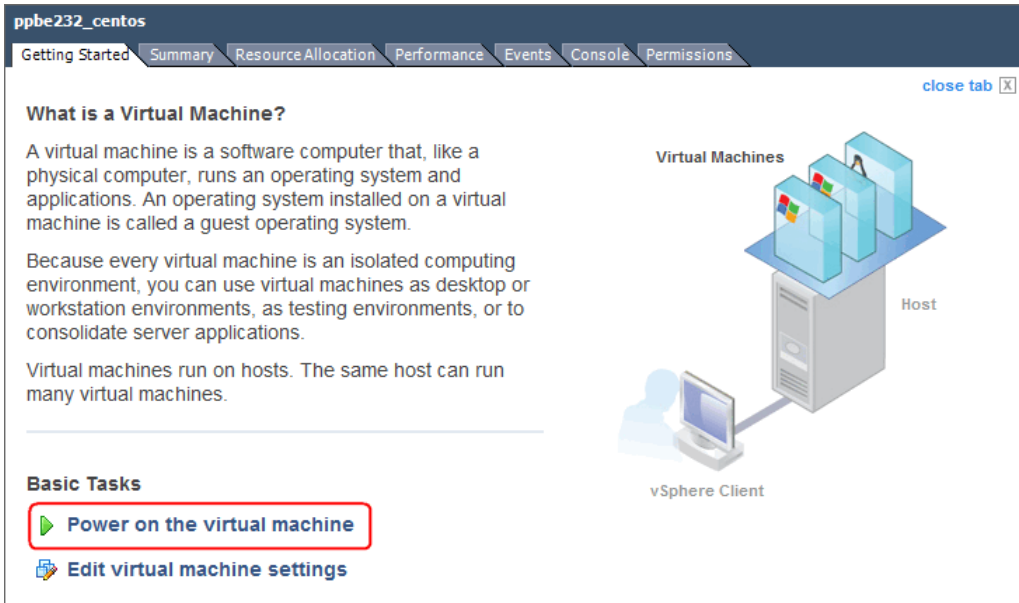 ppbe232_centos
Getting Started Summary Resource Allocation Performance Events Console Permissions
close tab X
What is a Virtual Machine?
A virtual machine is a software computer that, like a
physical computer, runs an operating system and
applications. An operating system installed on a virtual
machine is called a guest operating system.
Because every virtual machine is an isolated computing
environment, you can use virtual machines as desktop or
workstation environments, as testing environments, or to
consolidate server applications.
Virtual machines run on hosts. The same host can run
many virtual machines.
Virtual Machines
Host
vSphere Client
Basic Tasks
Power on the virtual machine
Edit virtual machine settings